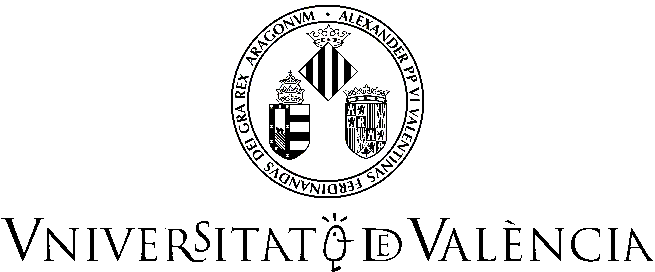 ALEXANDER PP VI VALENTINVS FERDINANDVS DEI GRA REX ARAGONVM
VNIVERSITAT DE VALÈNCIA